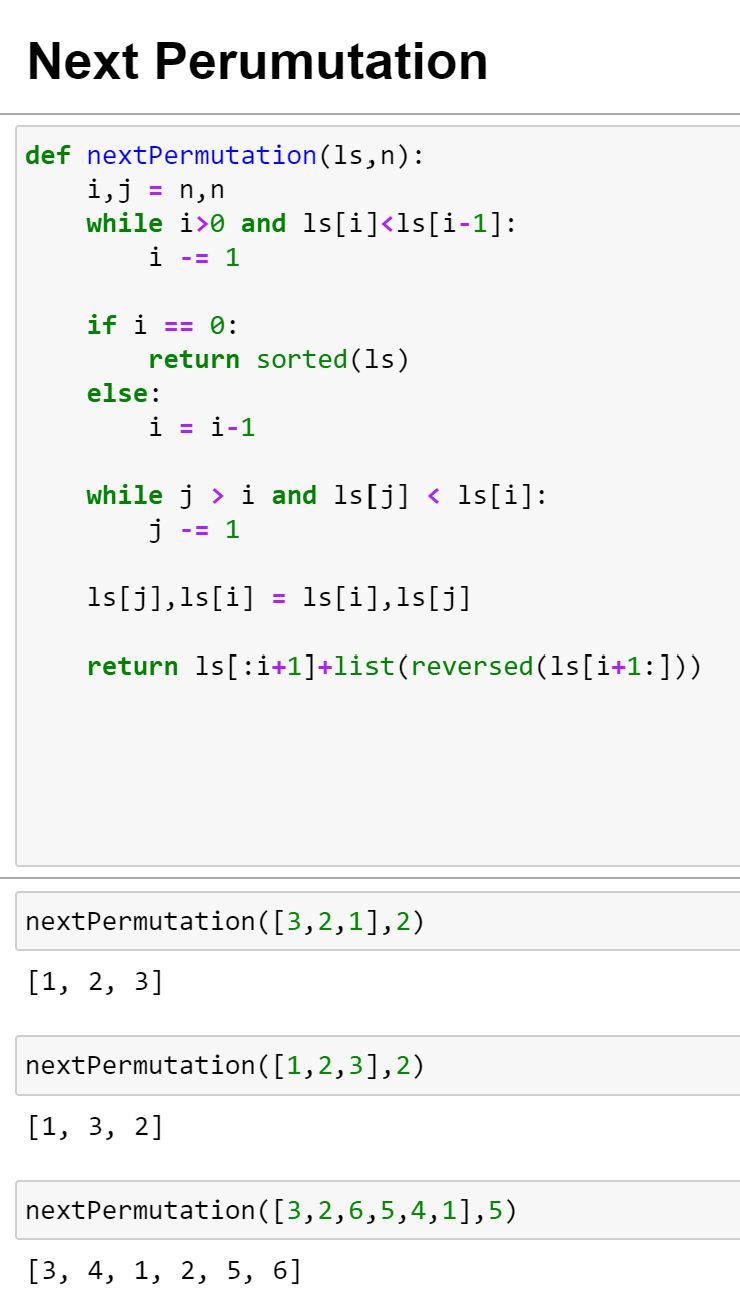 Next Perumutation
def nextPermutation(ls,n):
    i,j = n,n
    while i>0 and ls[i]<ls[i-1]:
        i -= 1
    if i == 0:
        return sorted(ls)
    else:
        i = i-1
    while j > i and ls[j] < ls[i]:
        j -= 1
    ls[j],ls[i] = ls[i],ls[j]
    return ls[:i+1]+list(reversed(ls[i+1:]))
nextPermutation([3,2,1],2)
[1, 2, 3]
nextPermutation([1,2,3],2)
[1, 3, 2]
nextPermutation([3,2,6,5,4,1],5)
[3, 4, 1, 2, 5, 6]